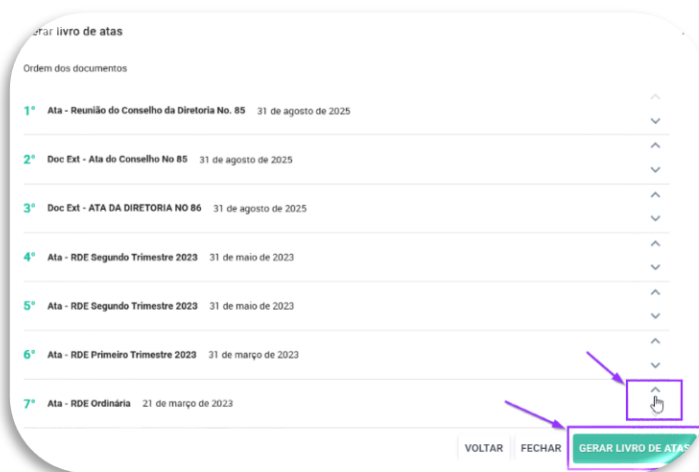 Gerar livro de atas
Ordem dos documentos
1° Ata - Reunião do Conselho da Diretoria No. 85 31 de agosto de 2025
2° Doc Ext - Ata do Conselho No 85 31 de agosto de 2025
3° Doc Ext - ATA DA DIRETORIA NO 86 31 de agosto de 2025
4° Ata - RDE Segundo Trimestre 2023 31 de maio de 2023
5° Ata - RDE Segundo Trimestre 2023 31 de maio de 2023
6° Ata - RDE Primeiro Trimestre 2023 31 de março de 2023
7° Ata - RDE Ordinária 21 de março de 2023
VOLTAR FECHAR GERAR LIVRO DE ATAS